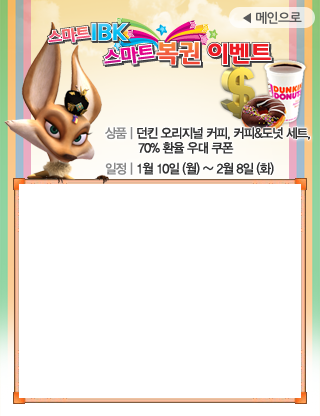 ◀ 메인으로
스마트IBK
스마트복권 이벤트
DUNKIN'
DONUTS
상품 | 던킨 오리지널 커피, 커피&도넛 세트,
70% 환율 우대 쿠폰
일정 | 1월 10일 (월) ~ 2월 8일 (화)